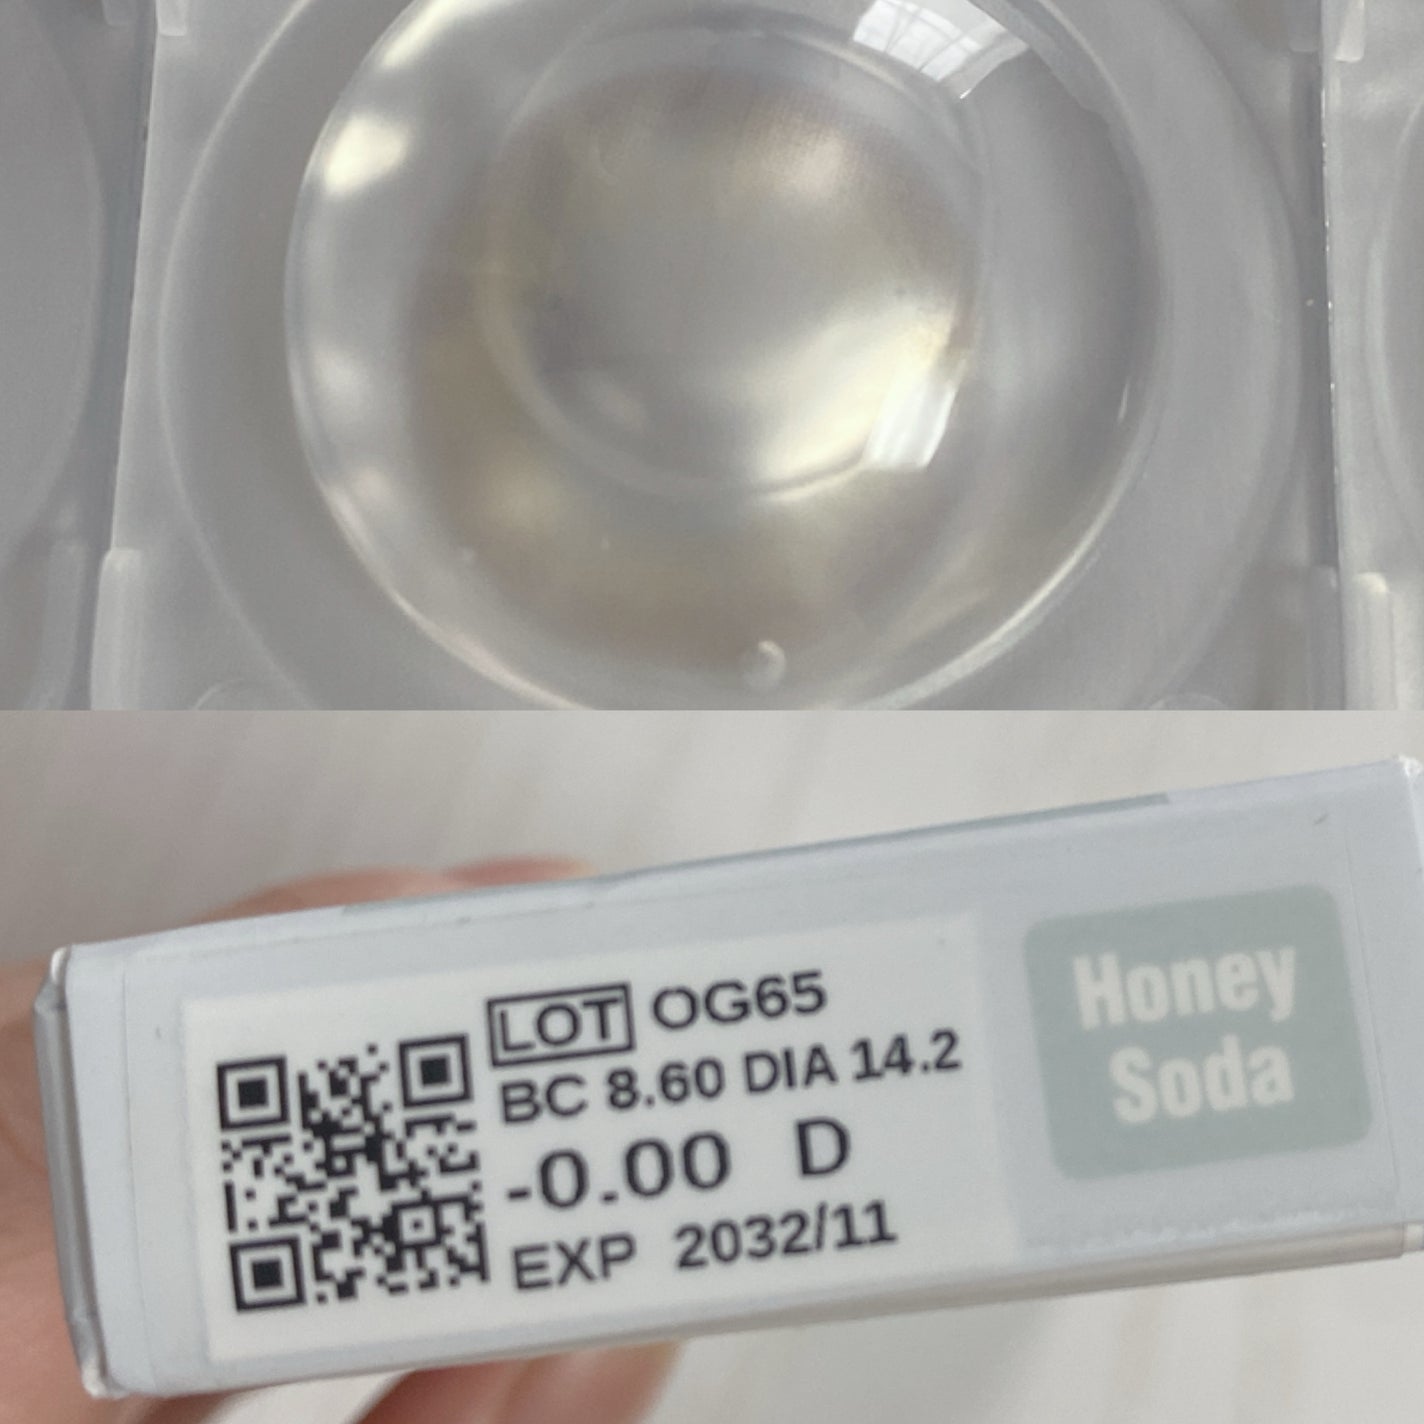 LOT OG65
BC 8.60 DIA 14.2
-0.00 D
EXP 2032/11
Honey
Soda